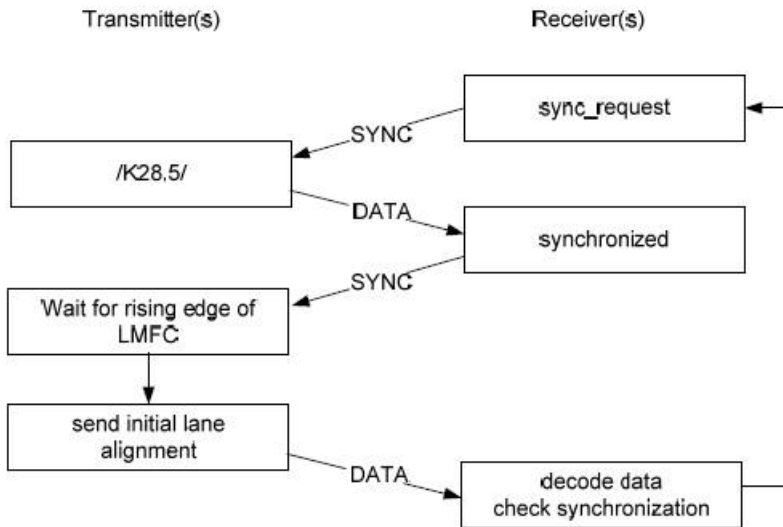 Transmitter(s)
Receiver(s)
sync_request
SYNC
/K28.5/
DATA
synchronized
SYNC
Wait for rising edge of
LMFC
send initial lane
alignment
DATA
decode data
check synchronization